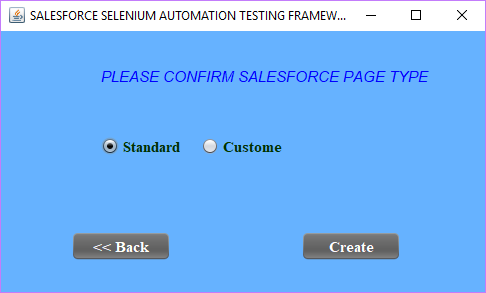 SALESFORCE SELENIUM AUTOMATION TESTING FRAMEW...
PLEASE CONFIRM SALESFORCE PAGE TYPE
Standard Custome
<< Back Create